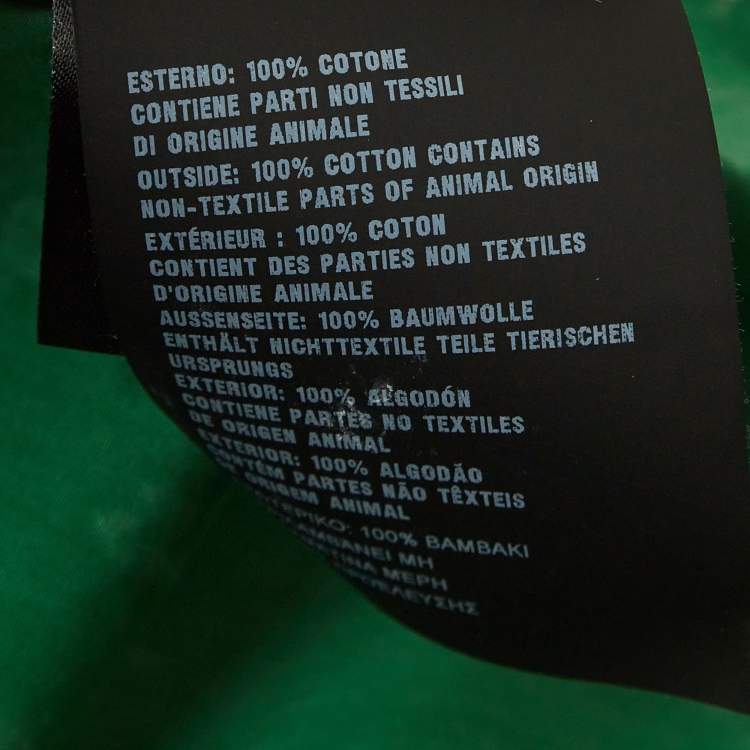 ESTERNO: 100% COTONE
CONTIENE PARTI NON TESSILI
DI ORIGINE ANIMALE
OUTSIDE: 100% COTTON CONTAINS
NON-TEXTILE PARTS OF ANIMAL ORIGIN
EXTÉRIEUR : 100% COTON
CONTIENT DES PARTIES NON TEXTILES
D'ORIGINE ANIMALE
AUSSENSEITE: 100% BAUMWOLLE
ENTHÄLT NICHTTEXTILE TEILE TIERISCHEN
URSPRUNGS
EXTERIOR: 100% ALGODÓN
CONTIENE PARTES NO TEXTILES
DE ORIGEN ANIMAL
EXTERIOR: 100% ALGODÃO
CONTÉM PARTES NÃO TÊXTEIS
ORIGEM ANIMAL
100% ΒΑΜΒΑΚΙ
ΜΗ
ΜΕΡΗ